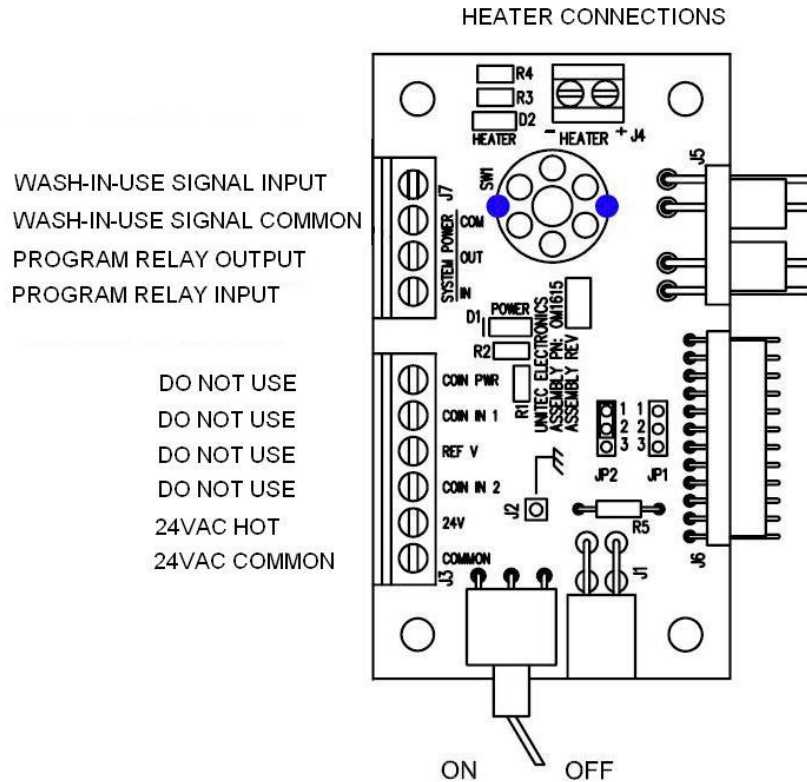 HEATER CONNECTIONS
R4
R3
D2
HEATER
- HEATER +
J4
SW1
J5
WASH-IN-USE SIGNAL INPUT
WASH-IN-USE SIGNAL COMMON
PROGRAM RELAY OUTPUT
PROGRAM RELAY INPUT
J7
SYSTEM POWER
COM
OUT
IN
D1
POWER
R2
R1
UNITEC ELECTRONICS
ASSEMBLY PN: OM1615
ASSEMBLY REV
DO NOT USE
DO NOT USE
DO NOT USE
DO NOT USE
24VAC HOT
24VAC COMMON
COIN PWR
COIN IN 1
REF V
COIN IN 2
24V
COMMON
J3
1 1
2 2
3 3
JP2 JP1
J2
R5
J1
J6
ON OFF